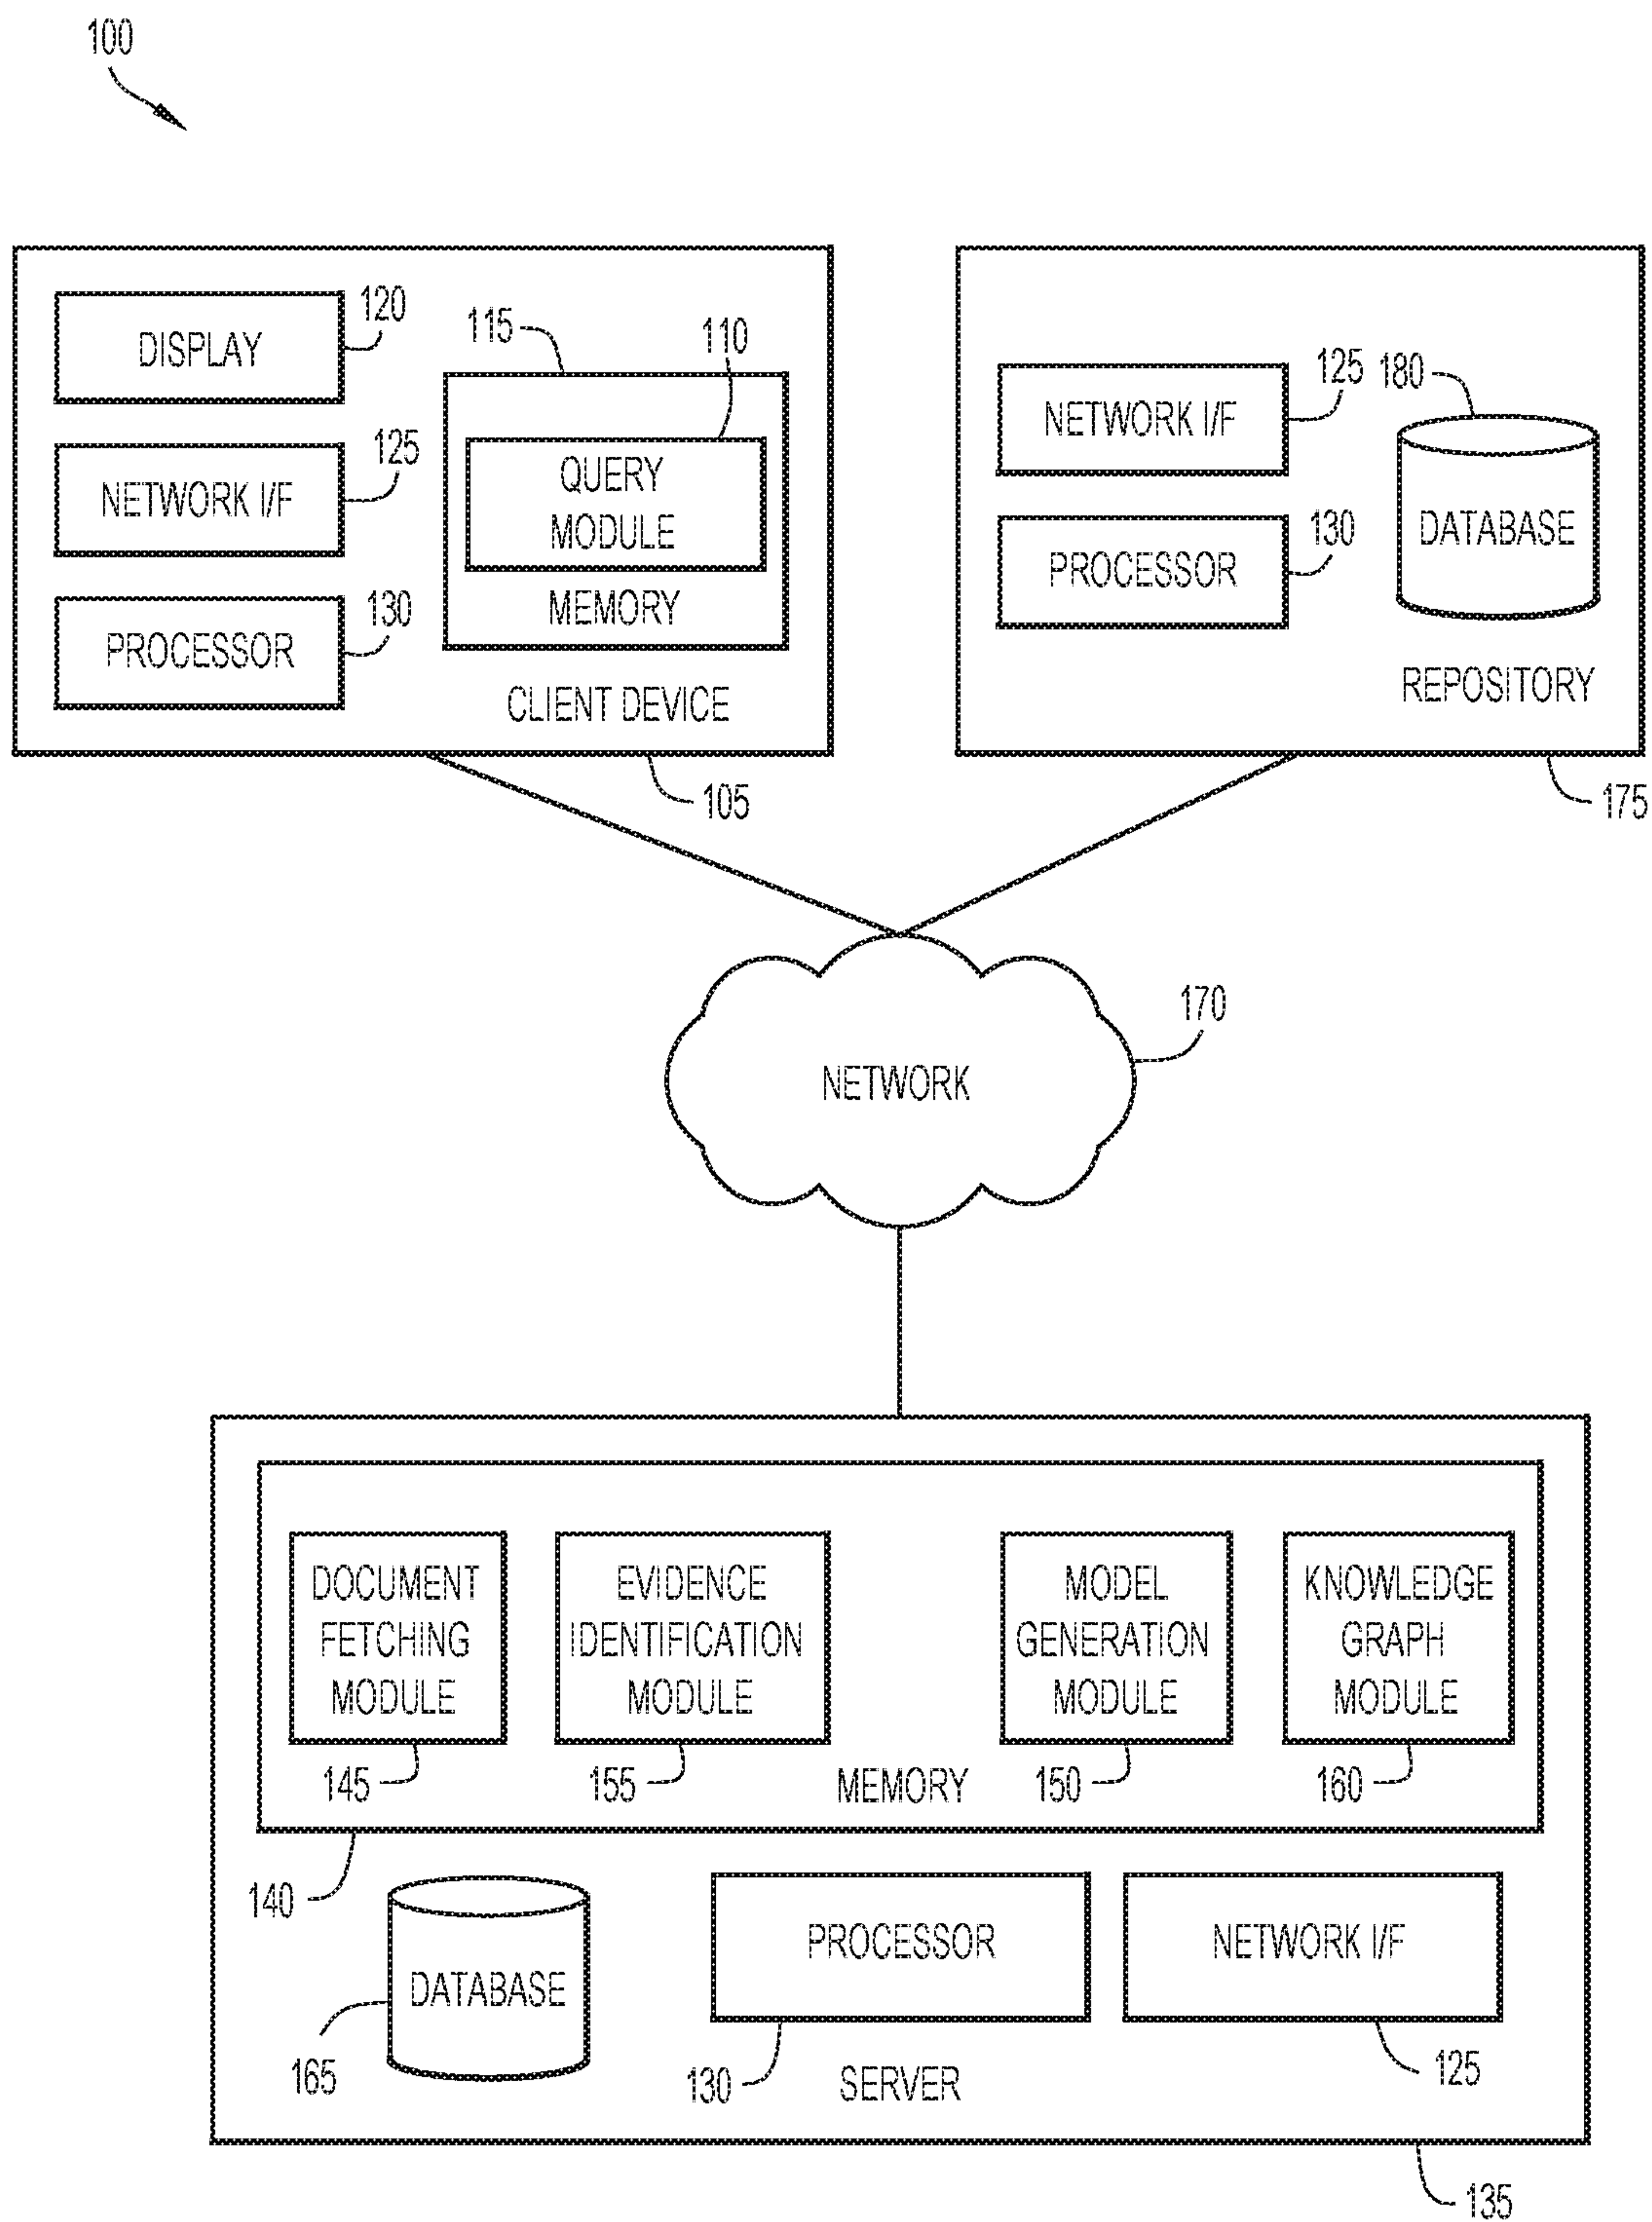 100
DISPLAY
120
NETWORK I/F
125
PROCESSOR
130
115
110
QUERY
MODULE
MEMORY
CLIENT DEVICE
105
NETWORK I/F
125
PROCESSOR
130
180
DATABASE
REPOSITORY
175
NETWORK
170
DOCUMENT
FETCHING
MODULE
145
EVIDENCE
IDENTIFICATION
MODULE
155
MEMORY
MODEL
GENERATION
MODULE
150
KNOWLEDGE
GRAPH
MODULE
160
140
DATABASE
165
PROCESSOR
130
NETWORK I/F
125
SERVER
135